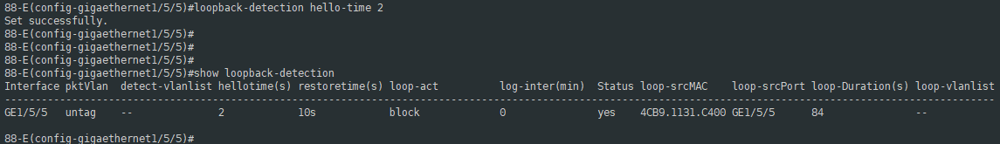 88-E(config-gigaethernet1/5/5)#loopback-detection hello-time 2
Set successfully.
88-E(config-gigaethernet1/5/5)#
88-E(config-gigaethernet1/5/5)#
88-E(config-gigaethernet1/5/5)#
88-E(config-gigaethernet1/5/5)#show loopback-detection
Interface pktVlan  detect-vlanlist hellotime(s) restoretime(s) loop-act         log-inter(min)  Status loop-srcMAC    loop-srcPort loop-Duration(s) loop-vlanlist
----------------------------------------------------------------------------------------------------------------------------------------------------------------
GE1/5/5   untag    --              2            10s            block            0               yes    4CB9.1131.C400 GE1/5/5      84               --
88-E(config-gigaethernet1/5/5)#